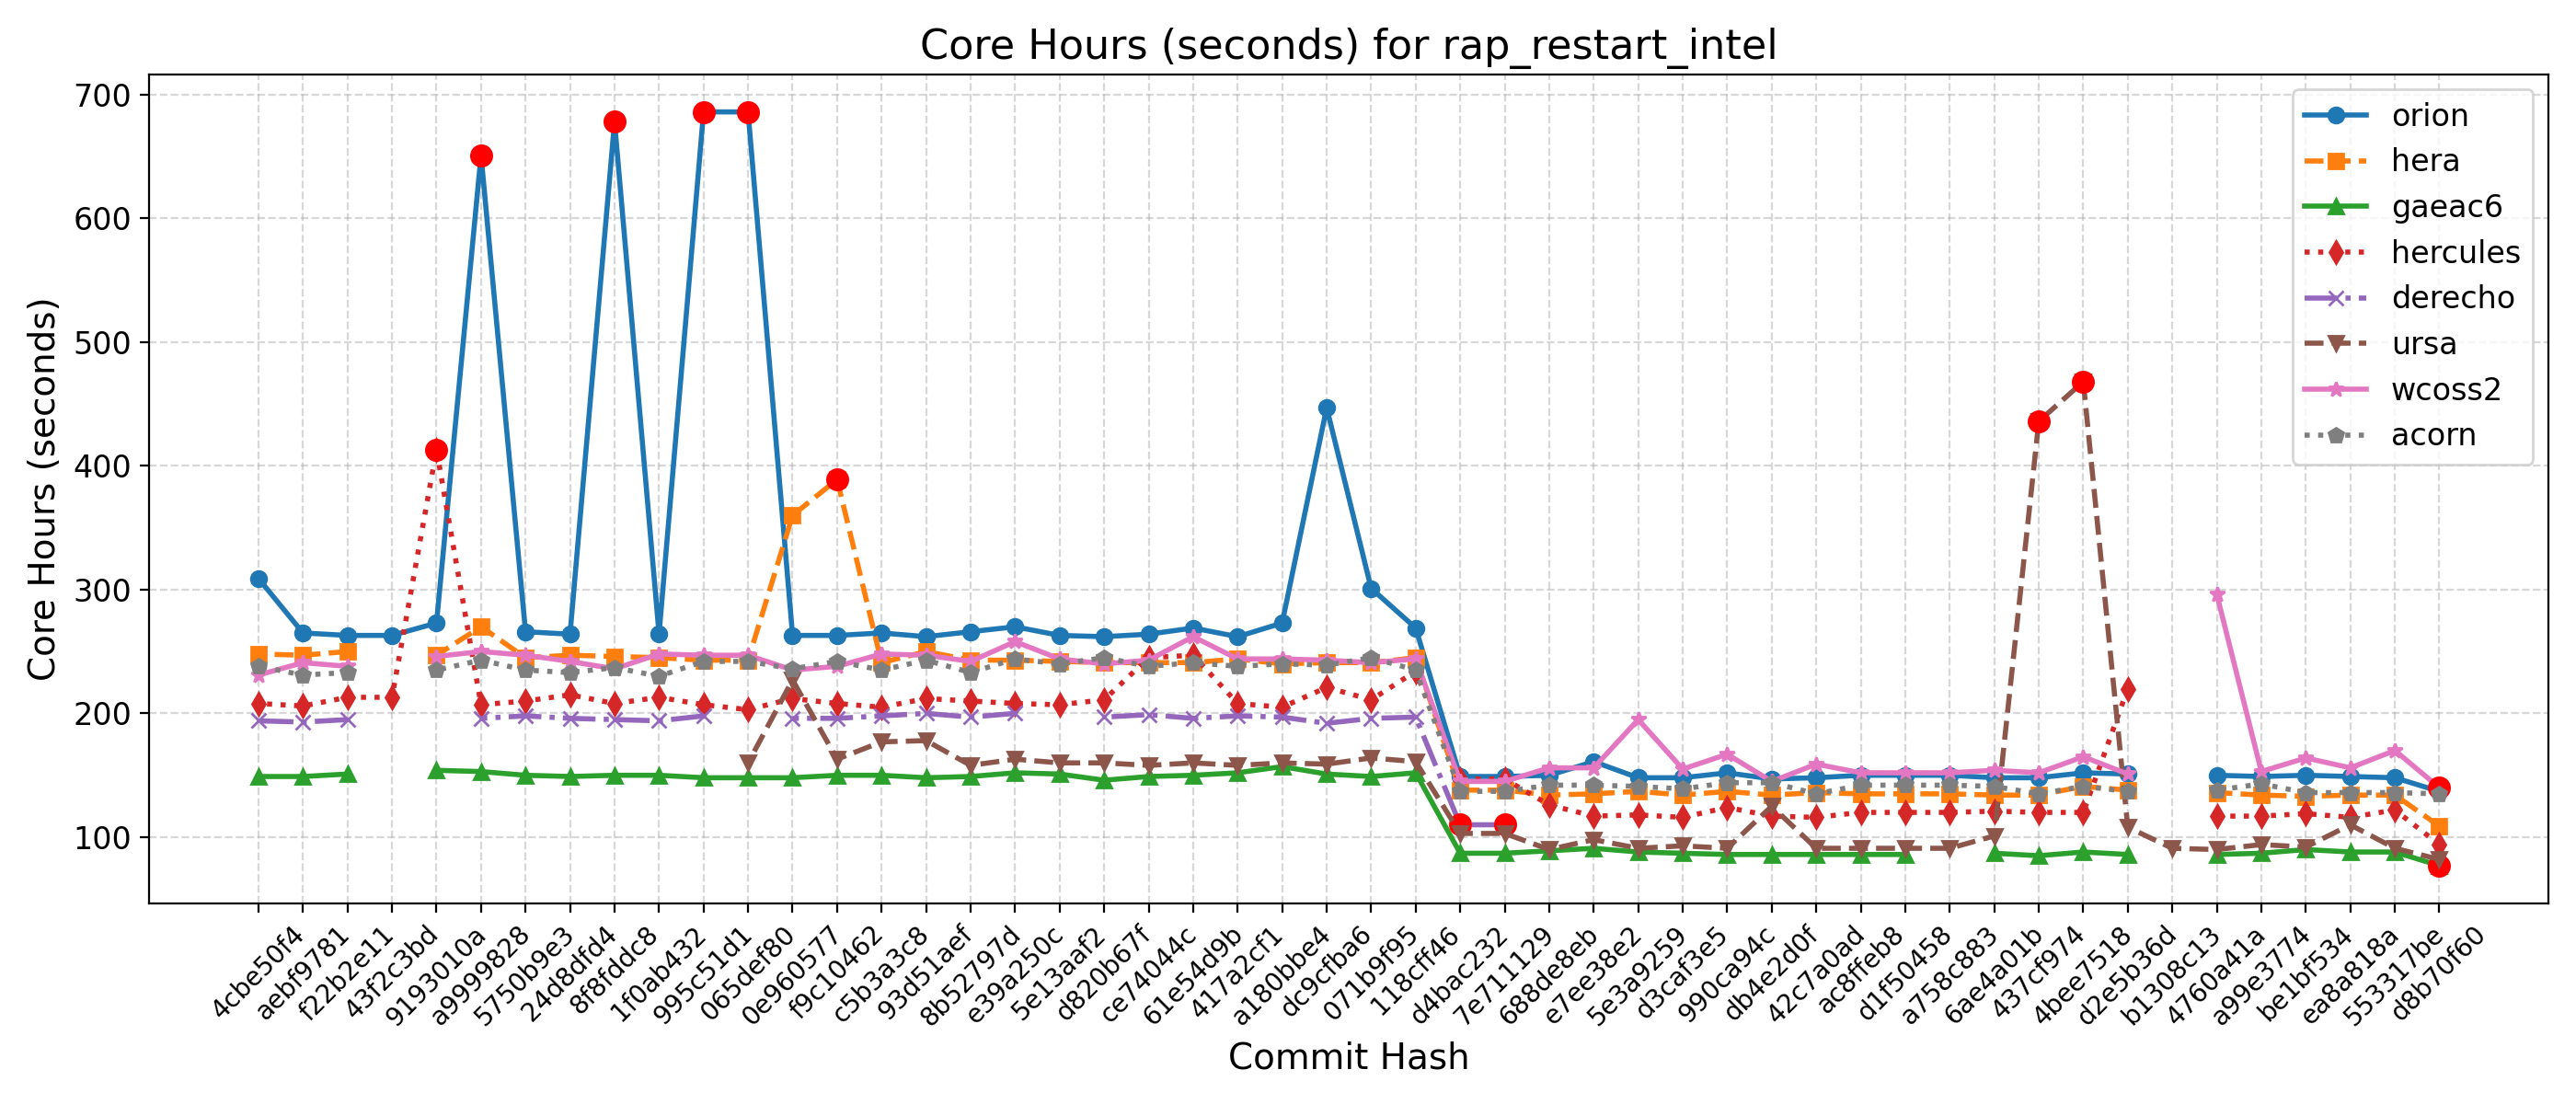 Core Hours (seconds) for rap_restart_intel
Core Hours (seconds)
700
600
500
400
300
200
100
orion
hera
gaeac6
hercules
derecho
ursa
wcoss2
acorn
4cbe50f4
aebf9781
f22b2e11
43f2c3bd
9193010a
a9999828
5750b9e3
24d8dfd4
8f8fddc8
1f0ab432
995c51d1
065def80
0e960577
f9c10462
c5b3a3c8
93d51aef
8b52797d
e39a250c
5e13aaf2
d820b67f
ce74044c
61e54d9b
417a2cf1
a180bbe4
dc9cfba6
071b9f95
118cff46
d4bac232
7e711129
688de8eb
e7ee38e2
5e3a9259
d3caf3e5
990ca94c
db4e2d0f
42c7a0ad
ac8ffeb8
d1f50458
a758c883
6ae4a01b
437cf974
4bee7518
d2e5b36d
b1308c13
4760a41a
a99e3774
be1bf534
ea8a818a
553317be
d8b70f60
Commit Hash